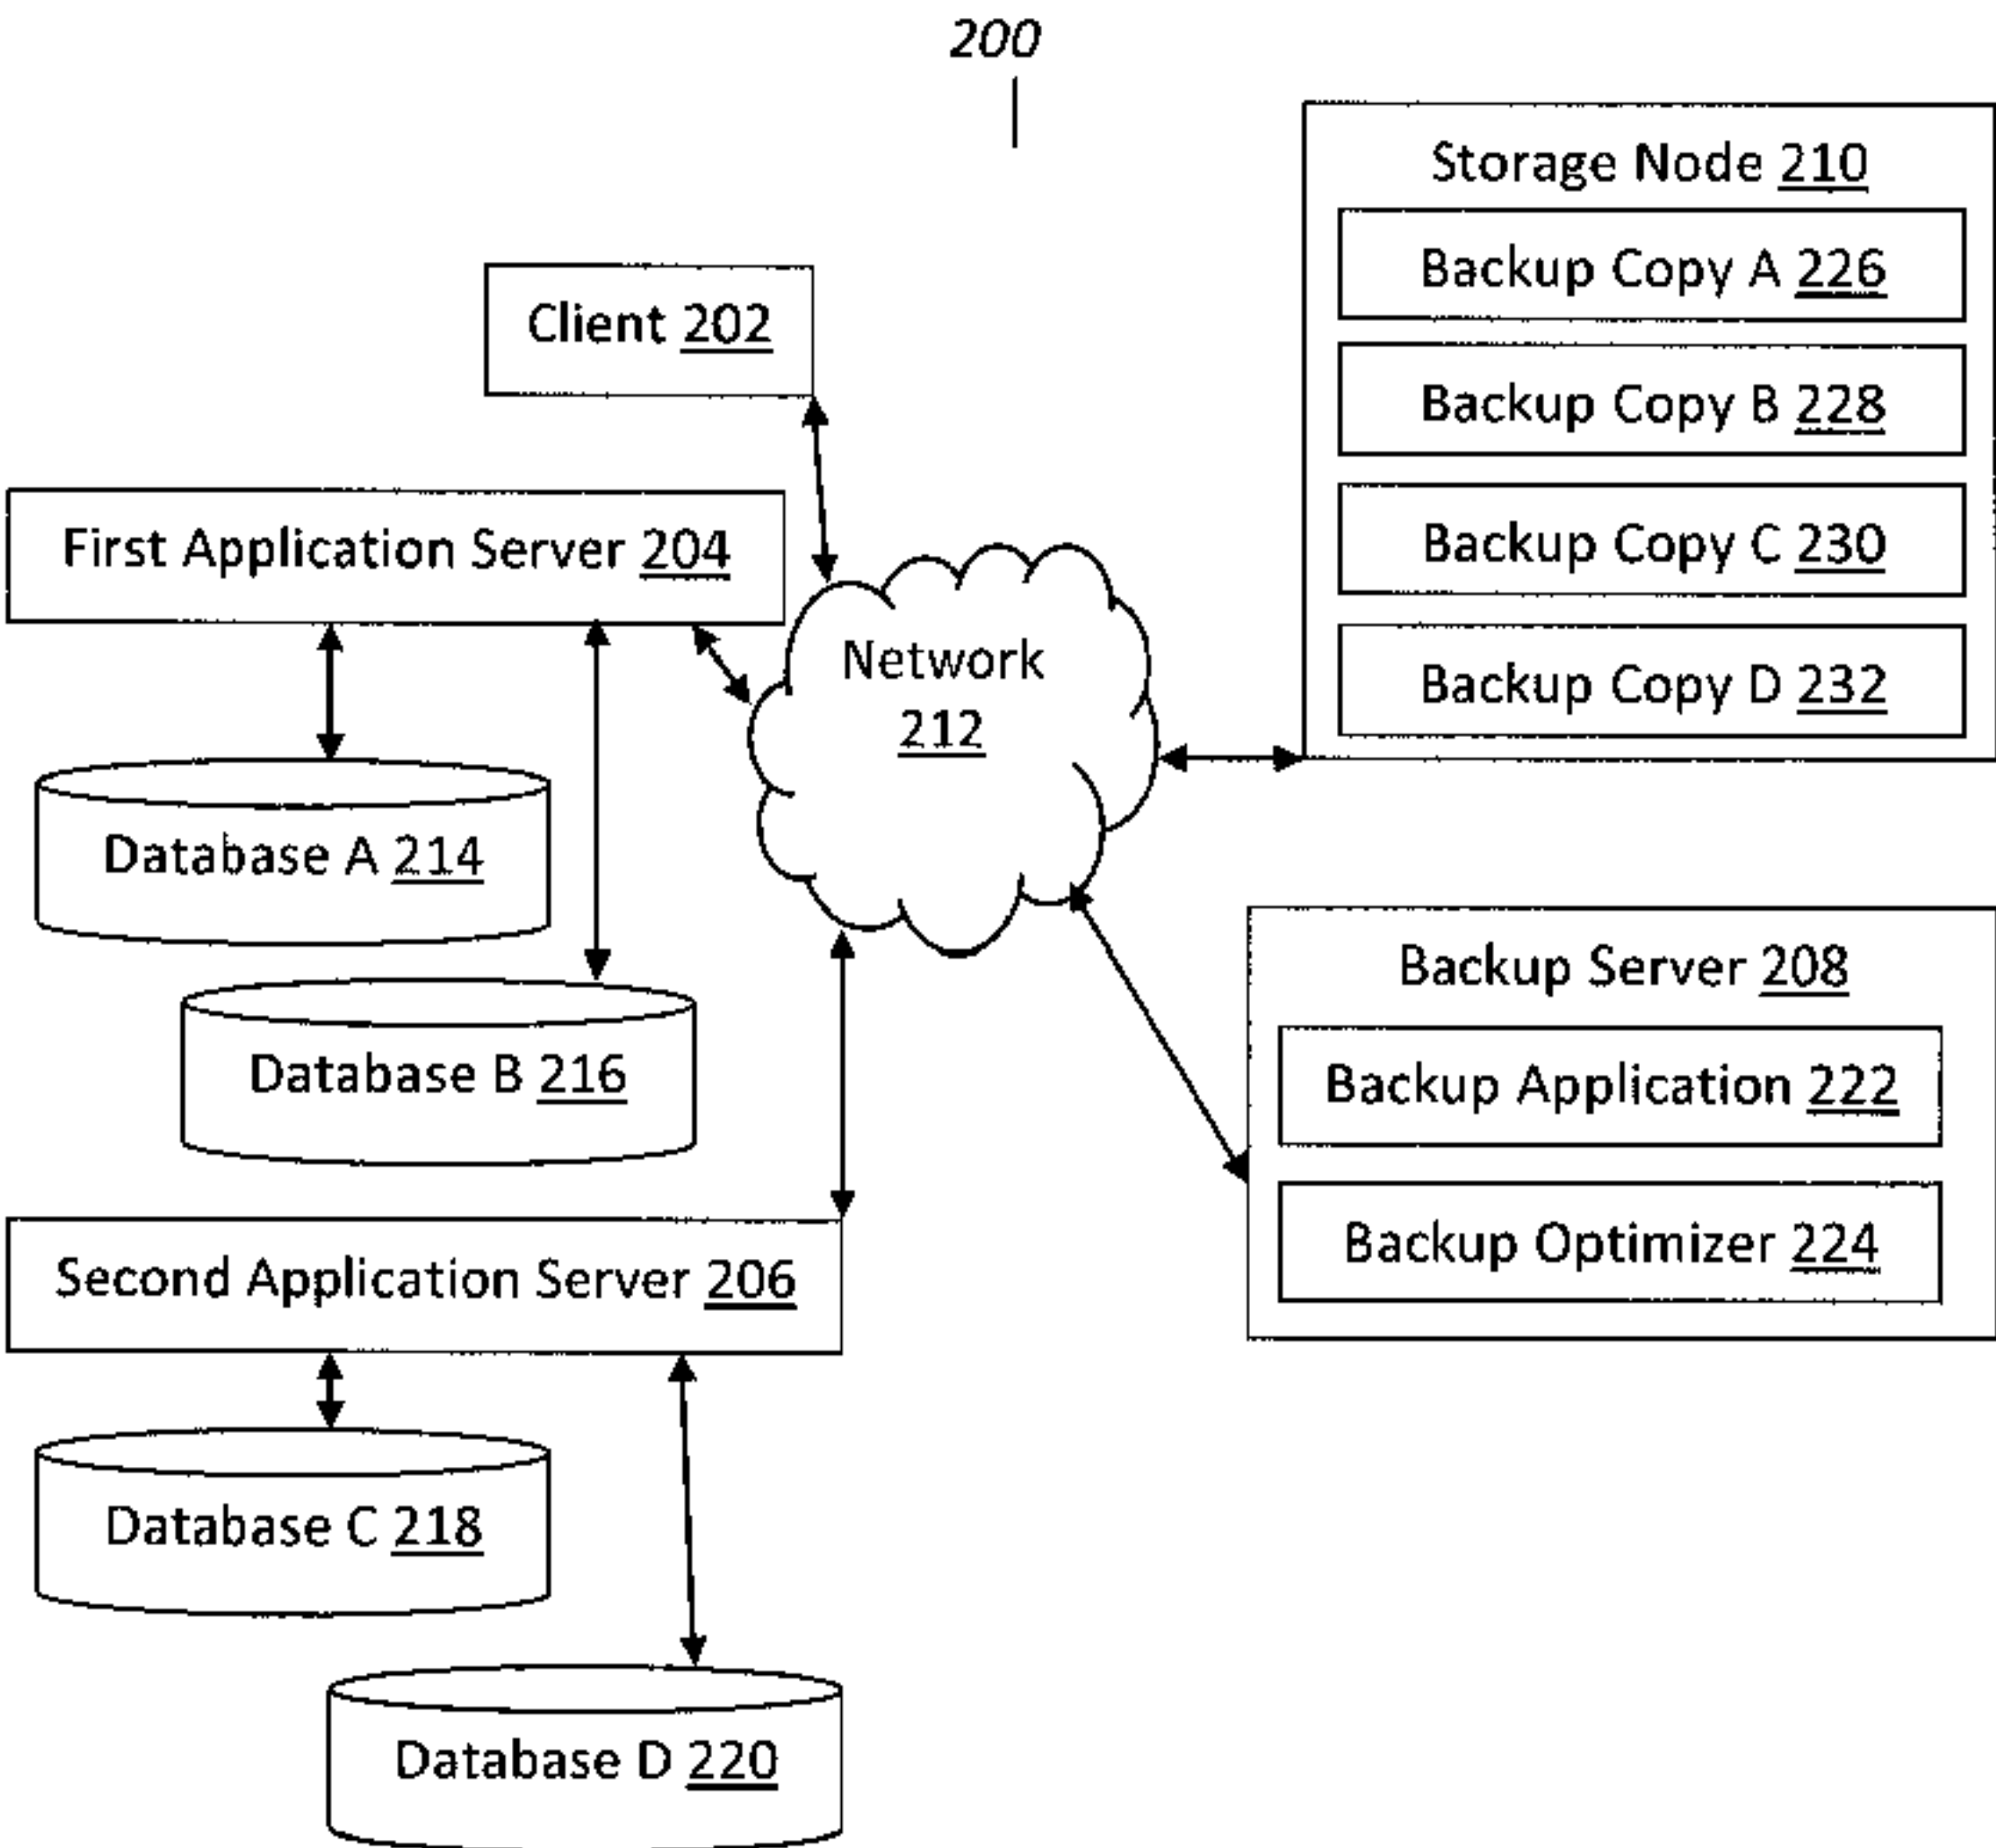 200
Storage Node 210
Backup Copy A 226
Backup Copy B 228
Backup Copy C 230
Backup Copy D 232
Client 202
First Application Server 204
Network
212
Database A 214
Database B 216
Backup Server 208
Backup Application 222
Backup Optimizer 224
Second Application Server 206
Database C 218
Database D 220